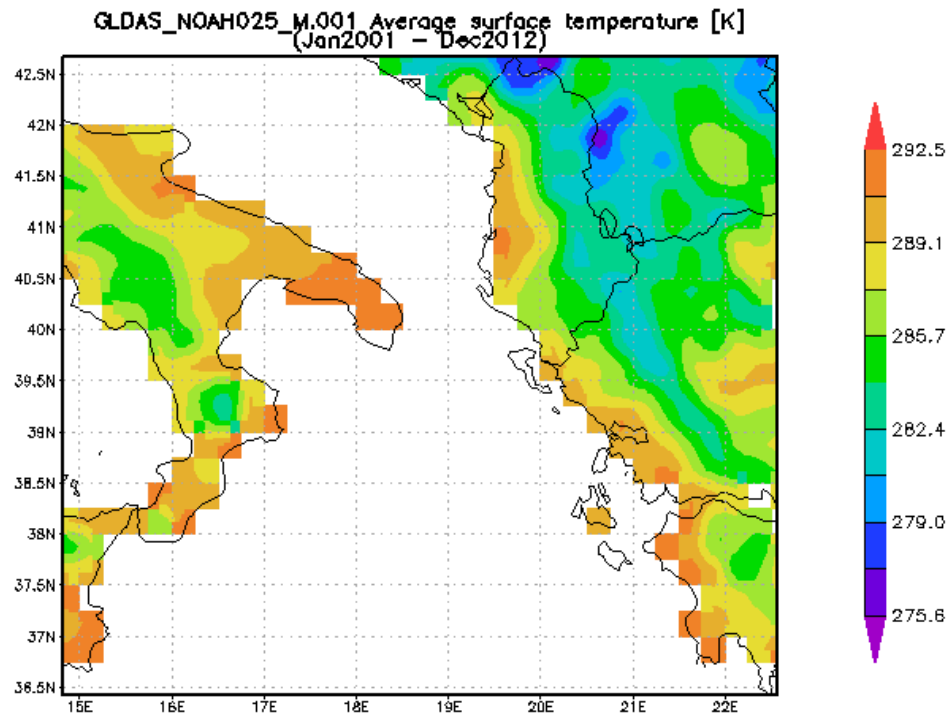 GLDAS_NOAH025_M.001 Average surface temperature [K]
(Jan2001 – Dec2012)
42.5N
42N
41.5N
41N
40.5N
40N
39.5N
39N
38.5N
38N
37.5N
37N
36.5N
15E 16E 17E 18E 19E 20E 21E 22E
292.5
289.1
285.7
282.4
279.0
275.6